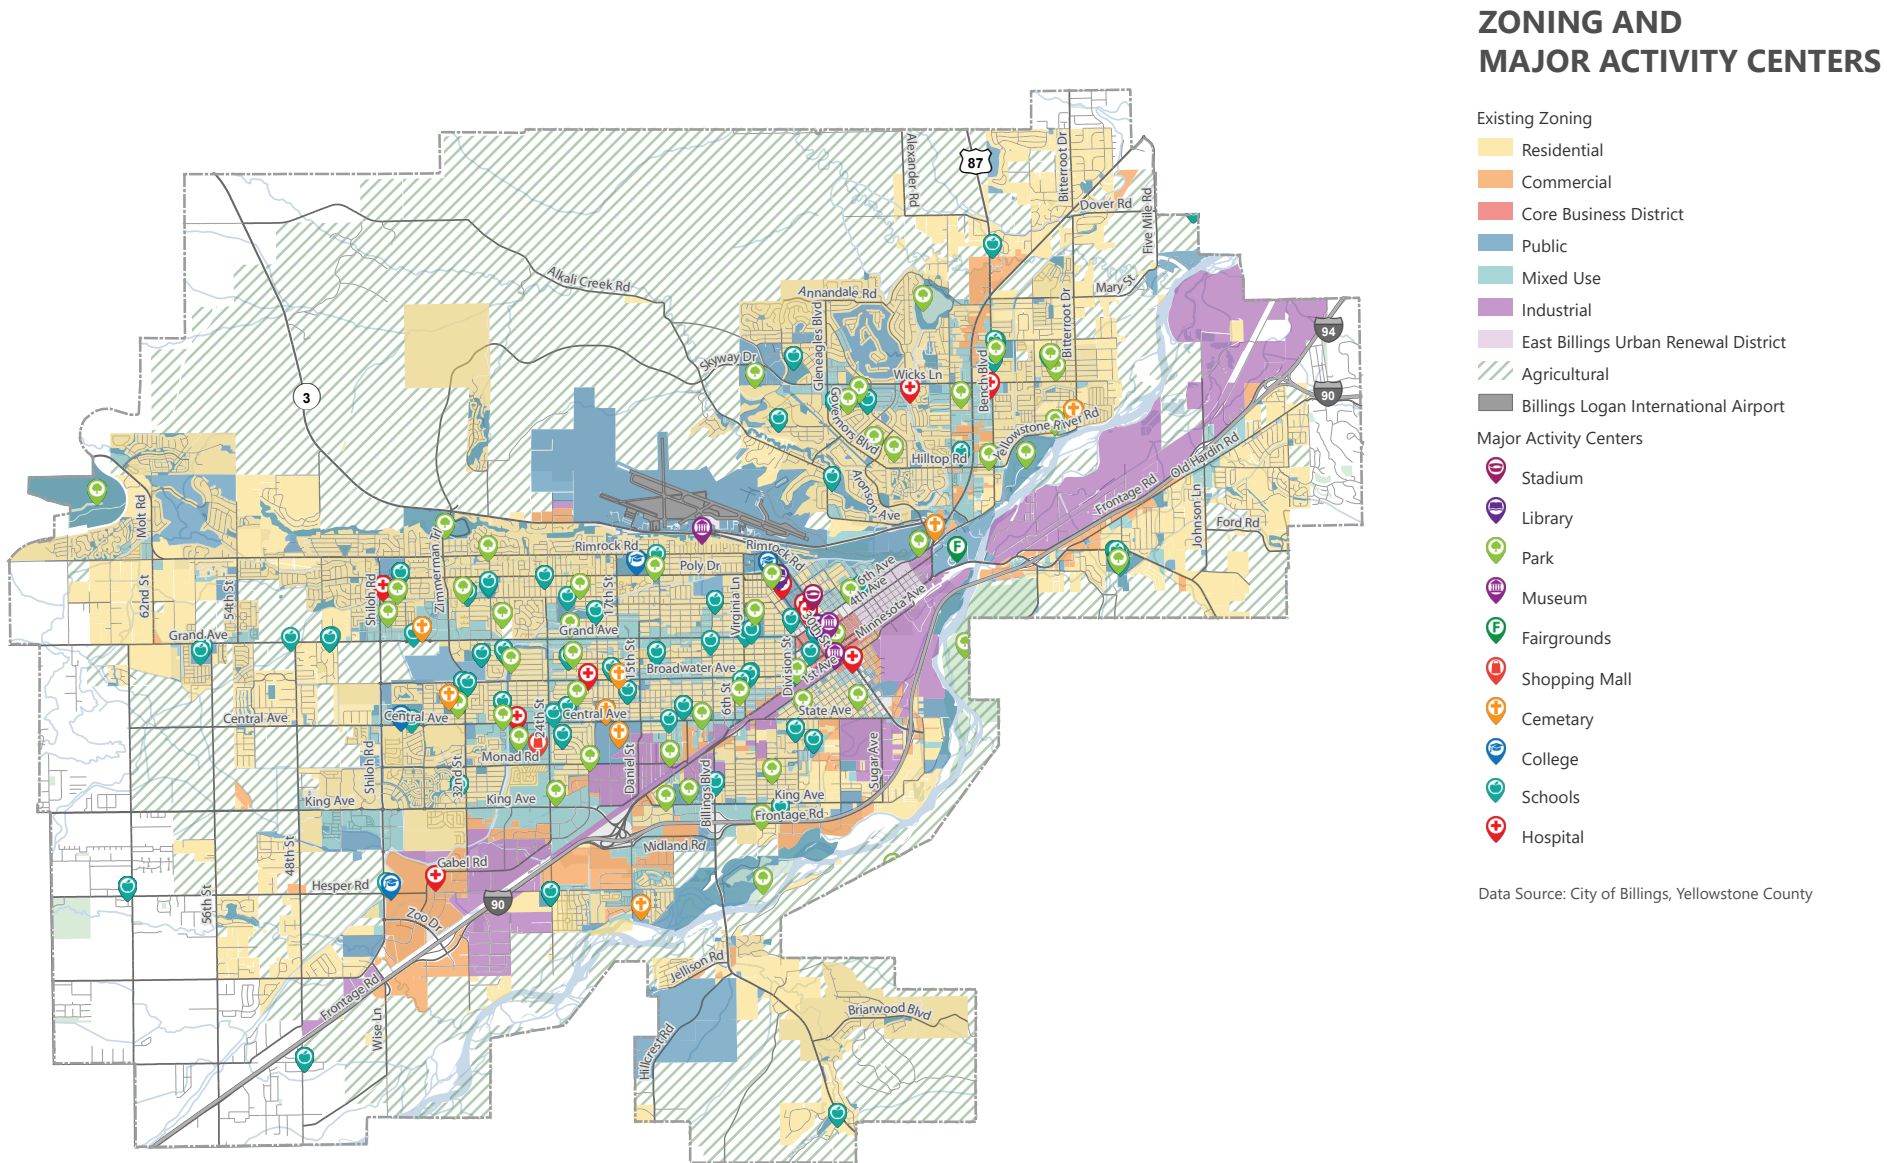 ZONING AND
MAJOR ACTIVITY CENTERS
Existing Zoning
Residential
Commercial
Core Business District
Public
Mixed Use
Industrial
East Billings Urban Renewal District
Agricultural
Billings Logan International Airport
Major Activity Centers
Stadium
Library
Park
Museum
F
Fairgrounds
Shopping Mall
Cemetary
College
Schools
Hospital
Data Source: City of Billings, Yellowstone County
Alexander Rd
87
Bitterroot Dr
Dover Rd
Five Mile Rd
Alkali Creek Rd
Annandale Rd
Mary St
Bitterroot Dr
94
Gleneagles Blvd
Skyway Dr
Wicks Ln
Bench Blvd
90
3
Governors Blvd
Yellowstone River Rd
Hilltop Rd
Old Hardin Rd
Aronson Ave
Frontage Rd
Johnson Ln
Ford Rd
Molt Rd
Zimmerman Trl
Rimrock Rd
Rimrock Rd
F
Poly Dr
6th Ave
4th Ave
Minnesota Ave
62nd St
54th St
Shiloh Rd
17th St
Virginia Ln
30th St
Grand Ave
Grand Ave
15th St
Broadwater Ave
Division St
1st Ave
6th St
State Ave
Central Ave
Central Ave
24th St
Central Ave
Shiloh Rd
32nd St
Monad Rd
Daniel St
Billings Blvd
Sugar Ave
King Ave
King Ave
King Ave
Frontage Rd
48th St
Midland Rd
Gabel Rd
Hesper Rd
56th St
90
Zoo Dr
Frontage Rd
Wise Ln
Jellison Rd
Briarwood Blvd
Hillcrest Rd